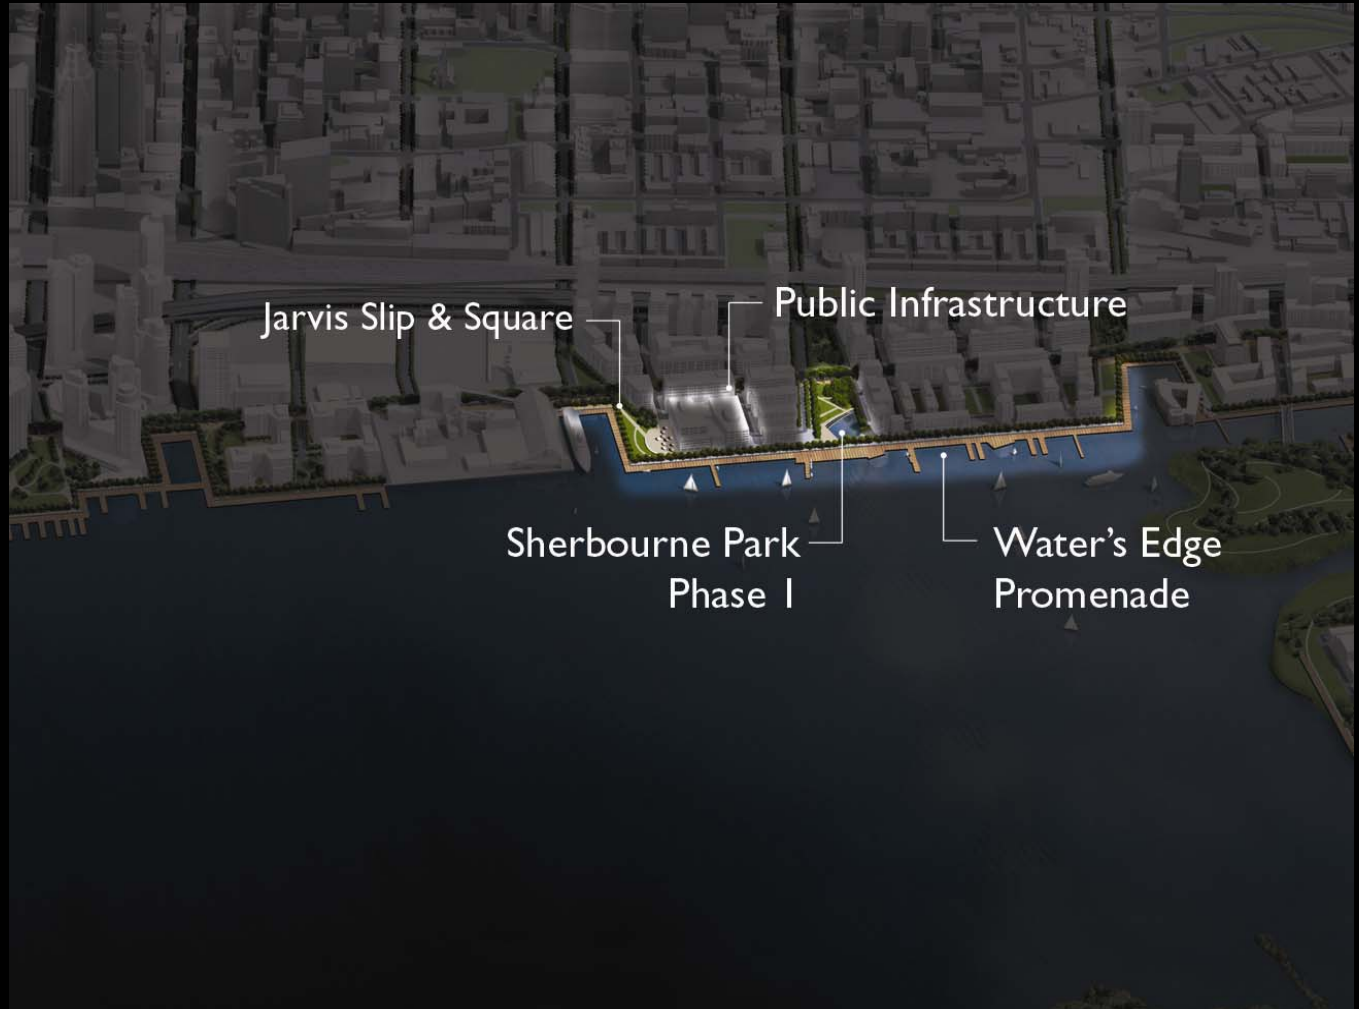 Jarvis Slip & Square
Public Infrastructure
Sherbourne Park
Phase 1
Water's Edge
Promenade